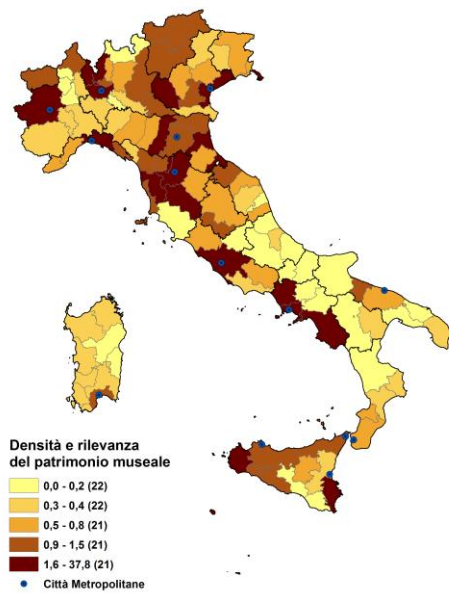 Densità e rilevanza
del patrimonio museale
0,0 - 0,2 (22)
0,3 - 0,4 (22)
0,5 - 0,8 (21)
0,9 - 1,5 (21)
1,6 - 37,8 (21)
Città Metropolitane